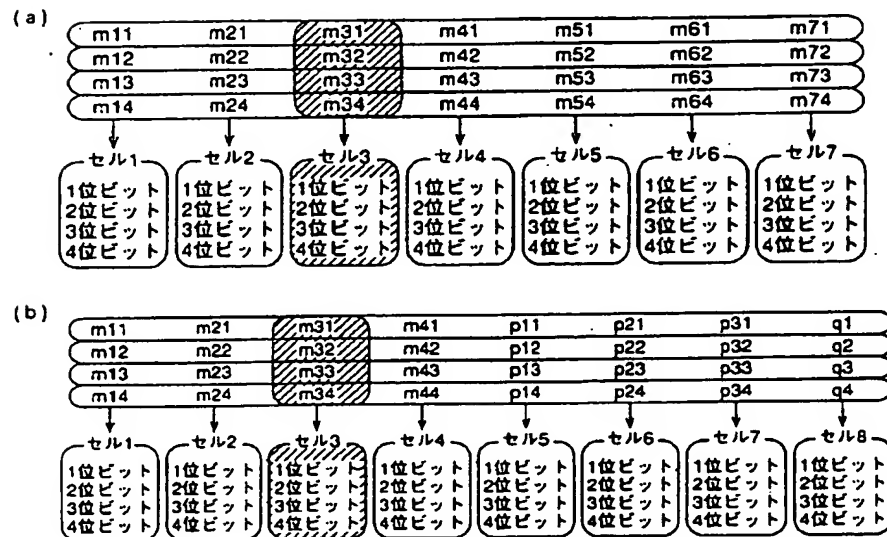 (a)
m11 m21 m31 m41 m51 m61 m71
m12 m22 m32 m42 m52 m62 m72
m13 m23 m33 m43 m53 m63 m73
m14 m24 m34 m44 m54 m64 m74
セル1 セル2 セル3 セル4 セル5 セル6 セル7
1位ビット 1位ビット 1位ビット 1位ビット 1位ビット 1位ビット 1位ビット
2位ビット 2位ビット 2位ビット 2位ビット 2位ビット 2位ビット 2位ビット
3位ビット 3位ビット 3位ビット 3位ビット 3位ビット 3位ビット 3位ビット
4位ビット 4位ビット 4位ビット 4位ビット 4位ビット 4位ビット 4位ビット
(b)
m11 m21 m31 m41 p11 p21 p31 q1
m12 m22 m32 m42 p12 p22 p32 q2
m13 m23 m33 m43 p13 p23 p33 q3
m14 m24 m34 m44 p14 p24 p34 q4
セル1 セル2 セル3 セル4 セル5 セル6 セル7 セル8
1位ビット 1位ビット 1位ビット 1位ビット 1位ビット 1位ビット 1位ビット 1位ビット
2位ビット 2位ビット 2位ビット 2位ビット 2位ビット 2位ビット 2位ビット 2位ビット
3位ビット 3位ビット 3位ビット 3位ビット 3位ビット 3位ビット 3位ビット 3位ビット
4位ビット 4位ビット 4位ビット 4位ビット 4位ビット 4位ビット 4位ビット 4位ビット